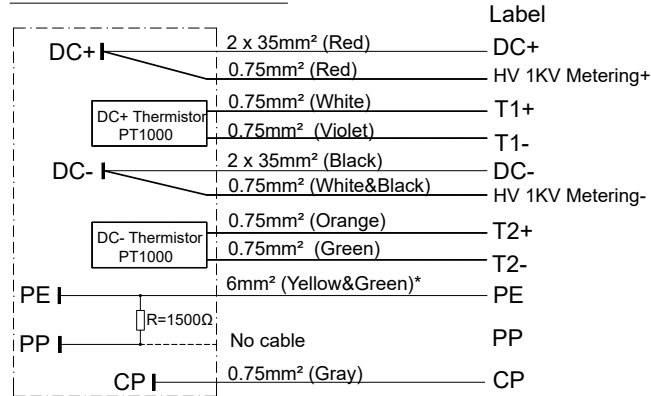 Label
DC+ 2 x 35mm² (Red) DC+
0.75mm² (Red) HV 1KV Metering+
DC+ Thermistor
PT1000
0.75mm² (White) T1+
0.75mm² (Violet) T1-
DC- 2 x 35mm² (Black) DC-
0.75mm² (White&Black) HV 1KV Metering-
DC- Thermistor
PT1000
0.75mm² (Orange) T2+
0.75mm² (Green) T2-
PE 6mm² (Yellow&Green)* PE
R=1500Ω
PP No cable PP
CP 0.75mm² (Gray) CP